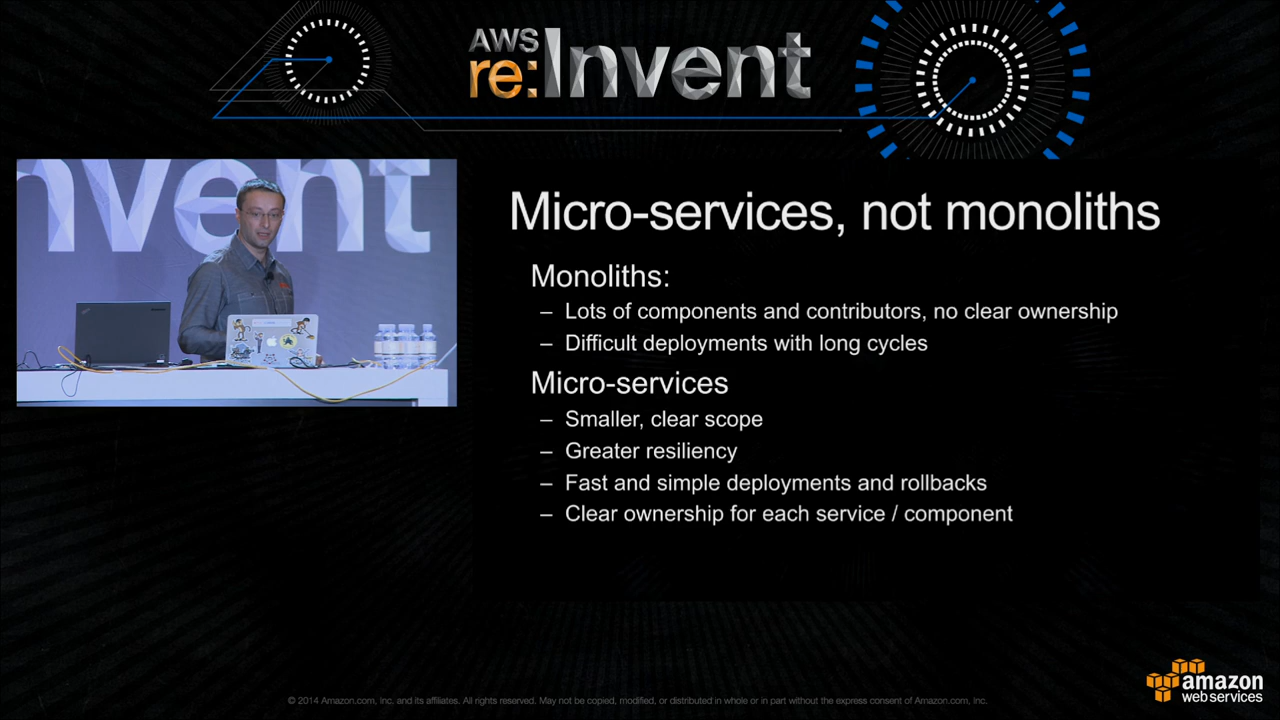 AWS
re:Invent
nvent
Micro-services, not monoliths
Monoliths:
– Lots of components and contributors, no clear ownership
– Difficult deployments with long cycles
Micro-services
– Smaller, clear scope
– Greater resiliency
– Fast and simple deployments and rollbacks
– Clear ownership for each service / component
© 2014 Amazon.com, Inc. and its affiliates. All rights reserved. May not be copied, modified, or distributed in whole or in part without the express consent of Amazon.com, Inc.
amazon
web services